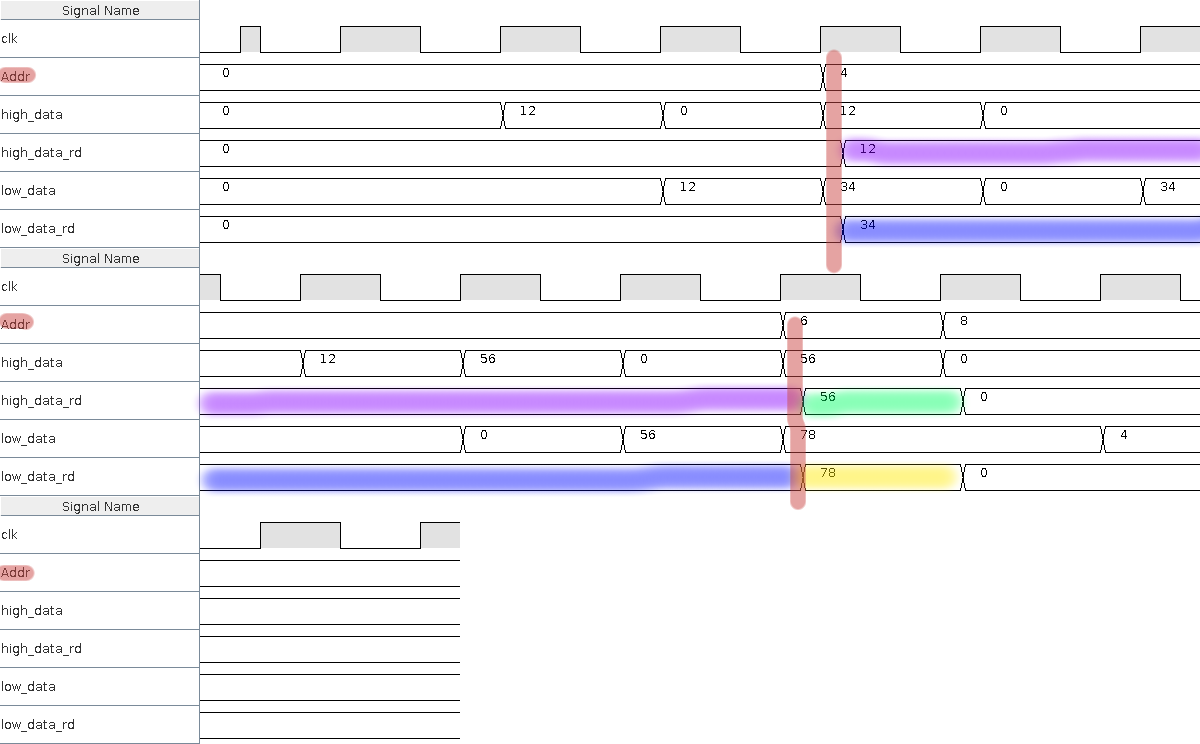 Signal Name
clk
Addr 0 4
high_data 0 12 0 12 0
high_data_rd 0 12
low_data 0 12 34 0 34
low_data_rd 0 34
Signal Name
clk
Addr 6 8
high_data 12 56 0 56 0
high_data_rd 56 0
low_data 0 56 78 4
low_data_rd 78 0
Signal Name
clk
Addr
high_data
high_data_rd
low_data
low_data_rd